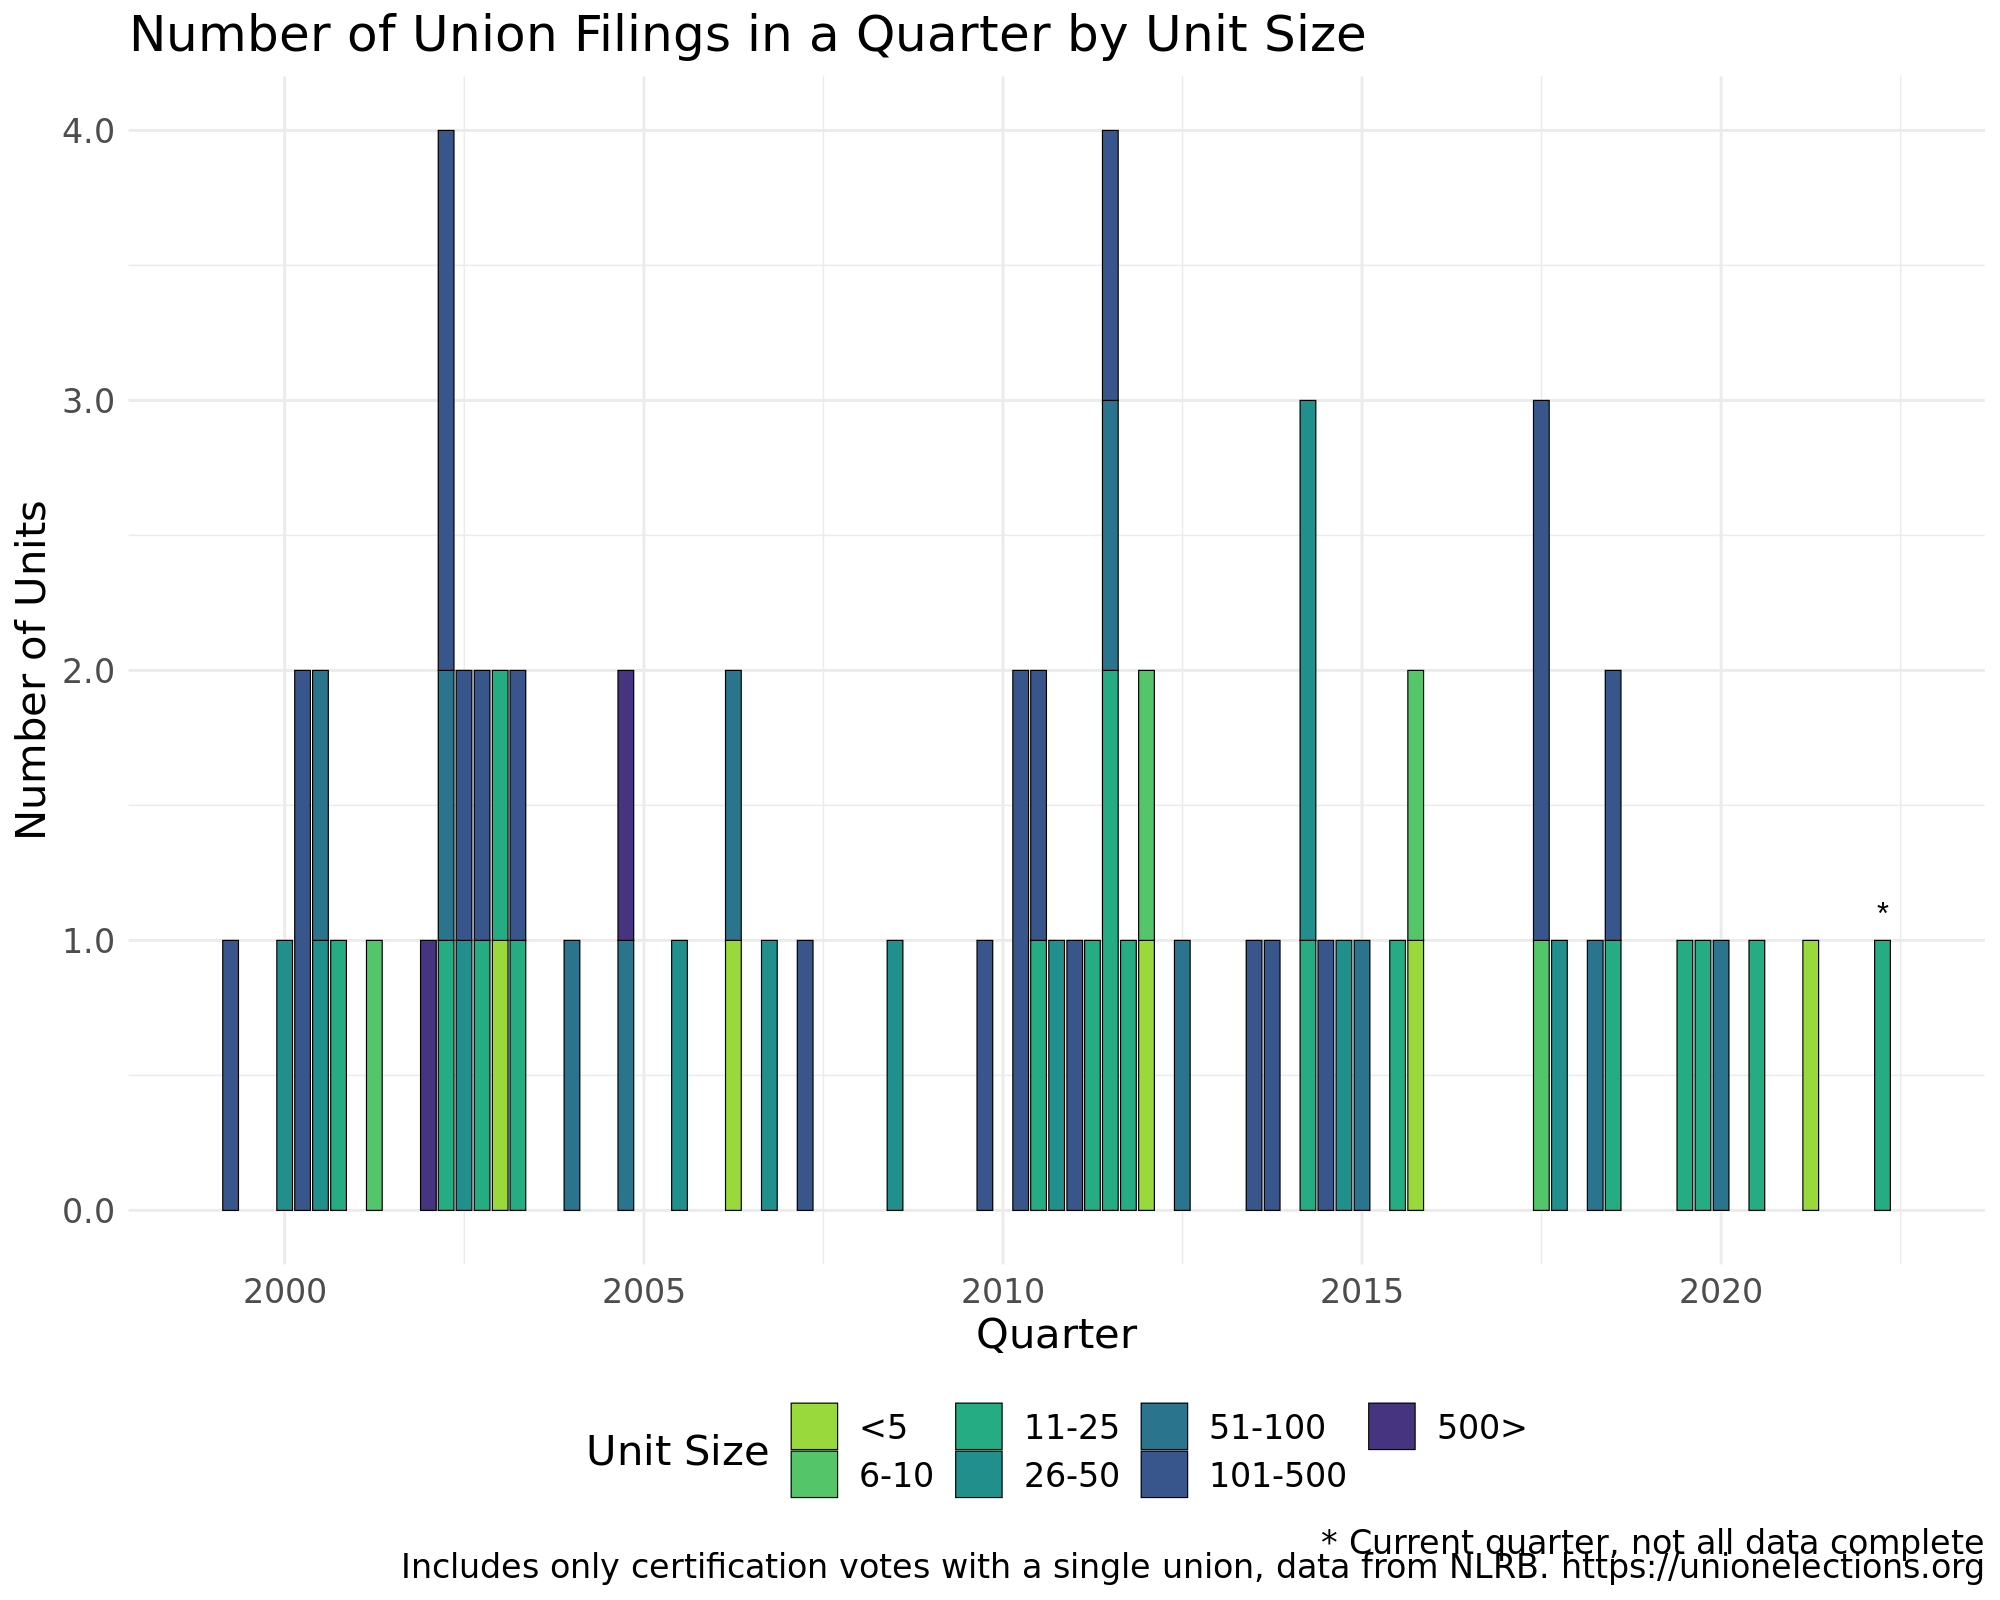 Number of Union Filings in a Quarter by Unit Size
Number of Units
4.0
3.0
2.0
1.0
0.0
*
2000 2005 2010 2015 2020
Quarter
Unit Size
<5 11-25 51-100 500>
6-10 26-50 101-500
* Current quarter, not all data complete
Includes only certification votes with a single union, data from NLRB. https://unionelections.org